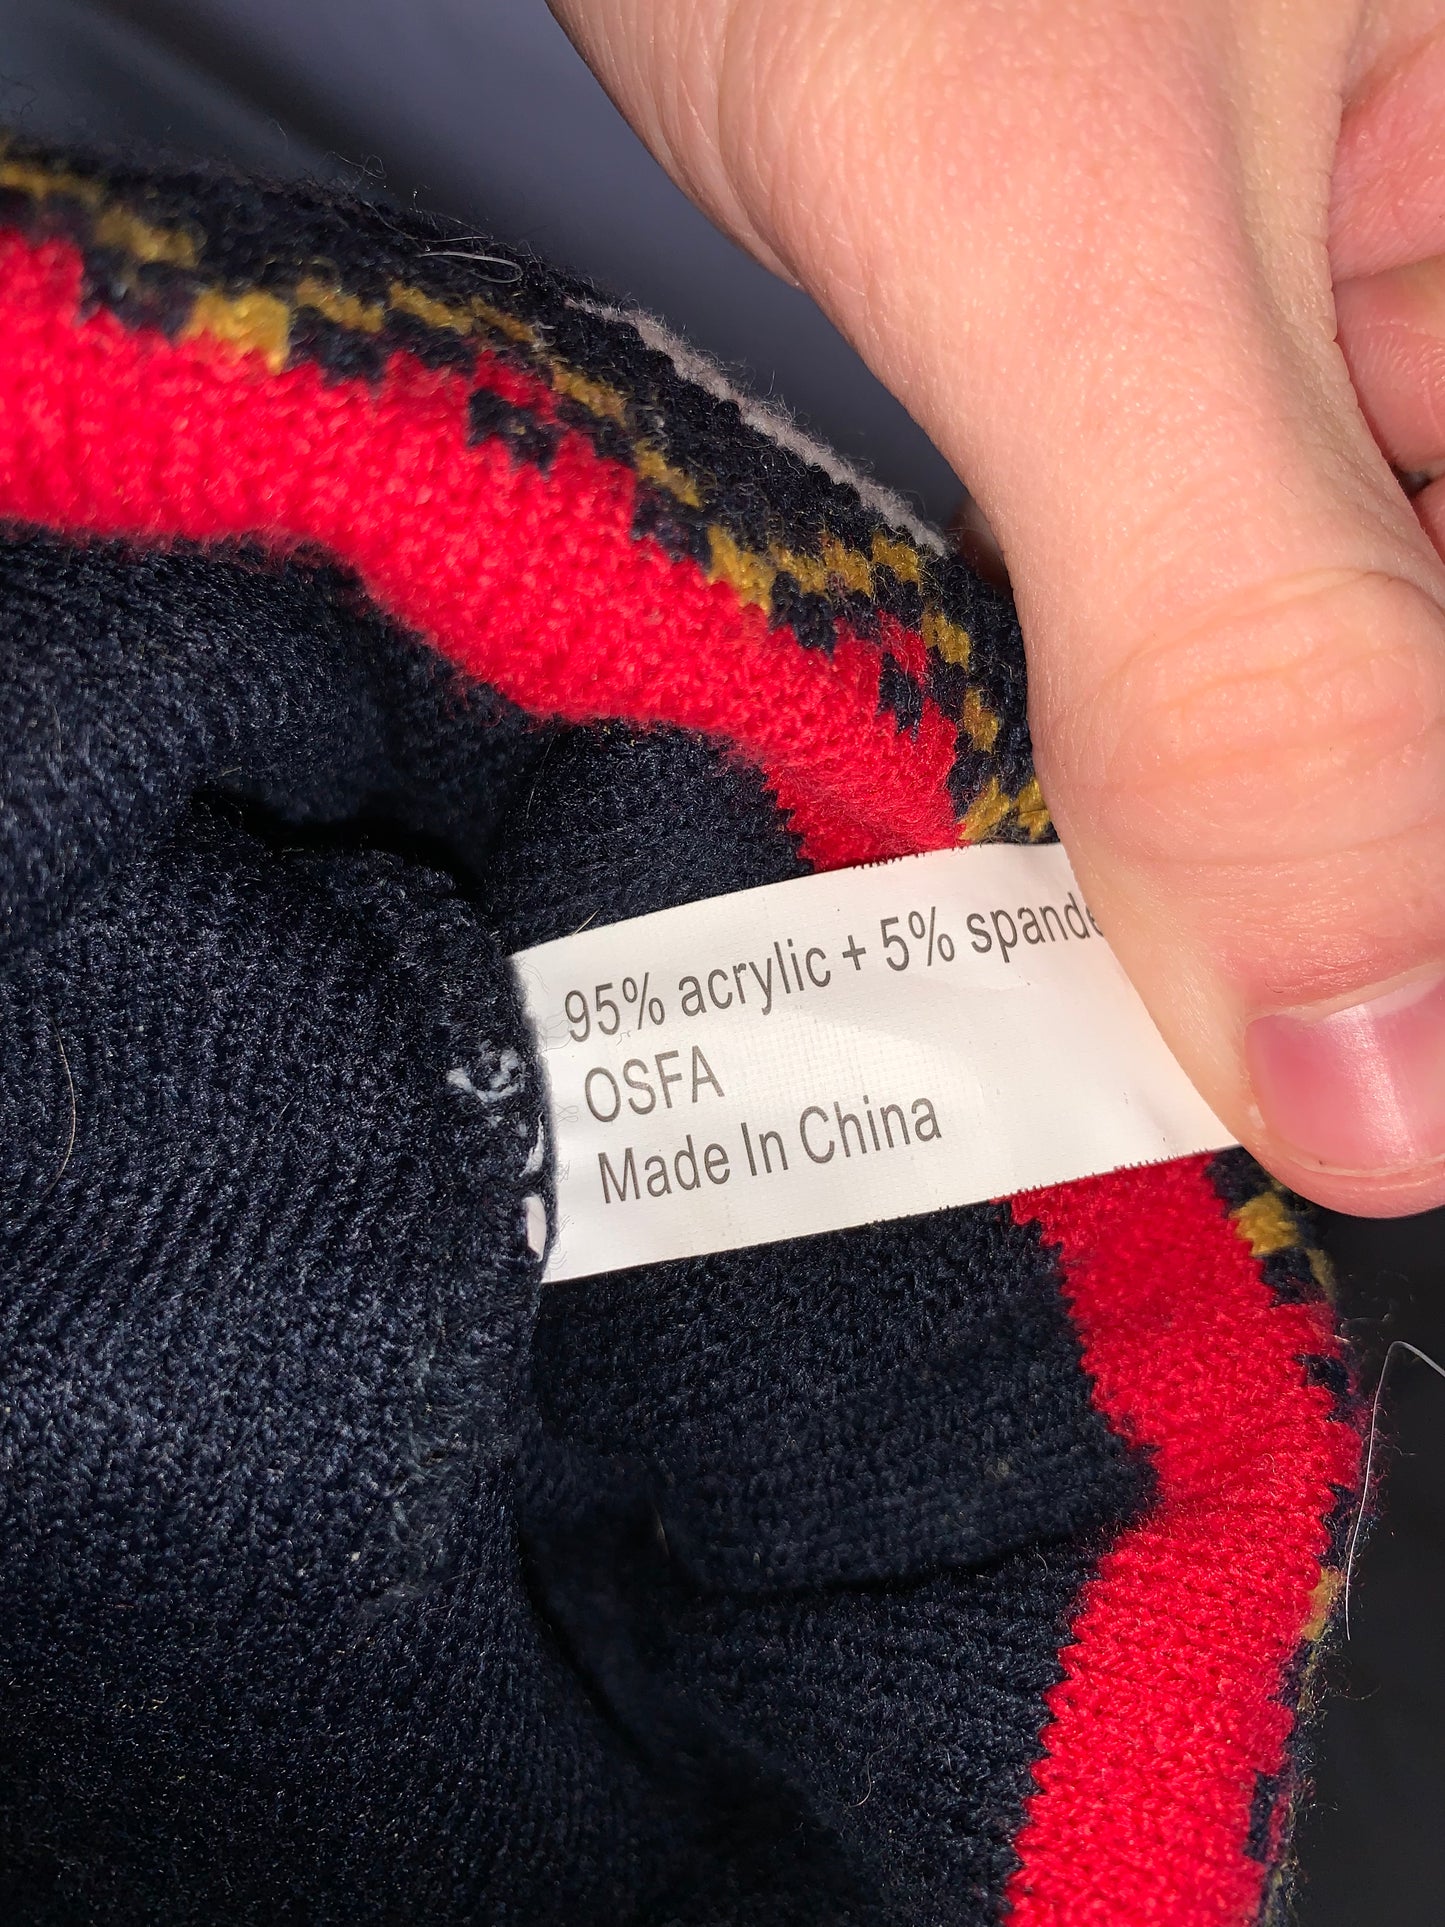 95% acrylic + 5% spande
OSFA
Made In China